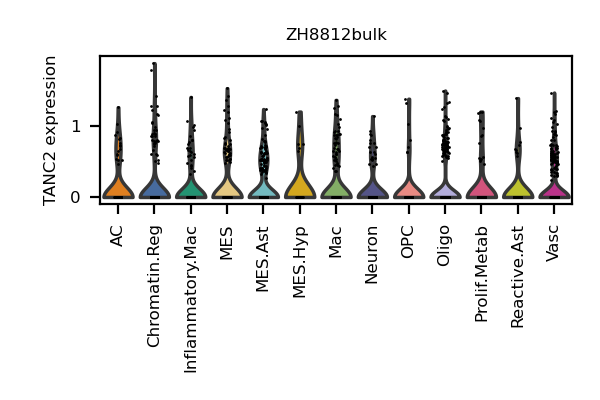 ZH8812bulk
TANC2 expression
1
0
AC
Chromatin.Reg
Inflammatory.Mac
MES
MES.Ast
MES.Hyp
Mac
Neuron
OPC
Oligo
Prolif.Metab
Reactive.Ast
Vasc